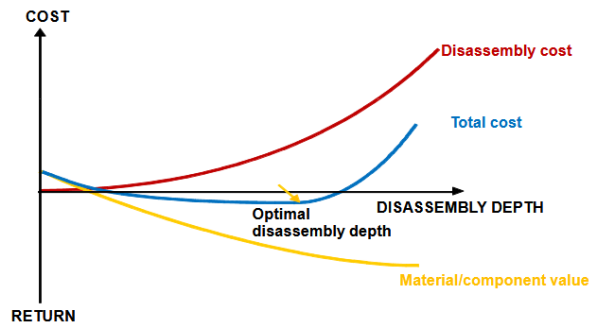 COST
Disassembly cost
Total cost
DISASSEMBLY DEPTH
Optimal
disassembly depth
Material/component value
RETURN